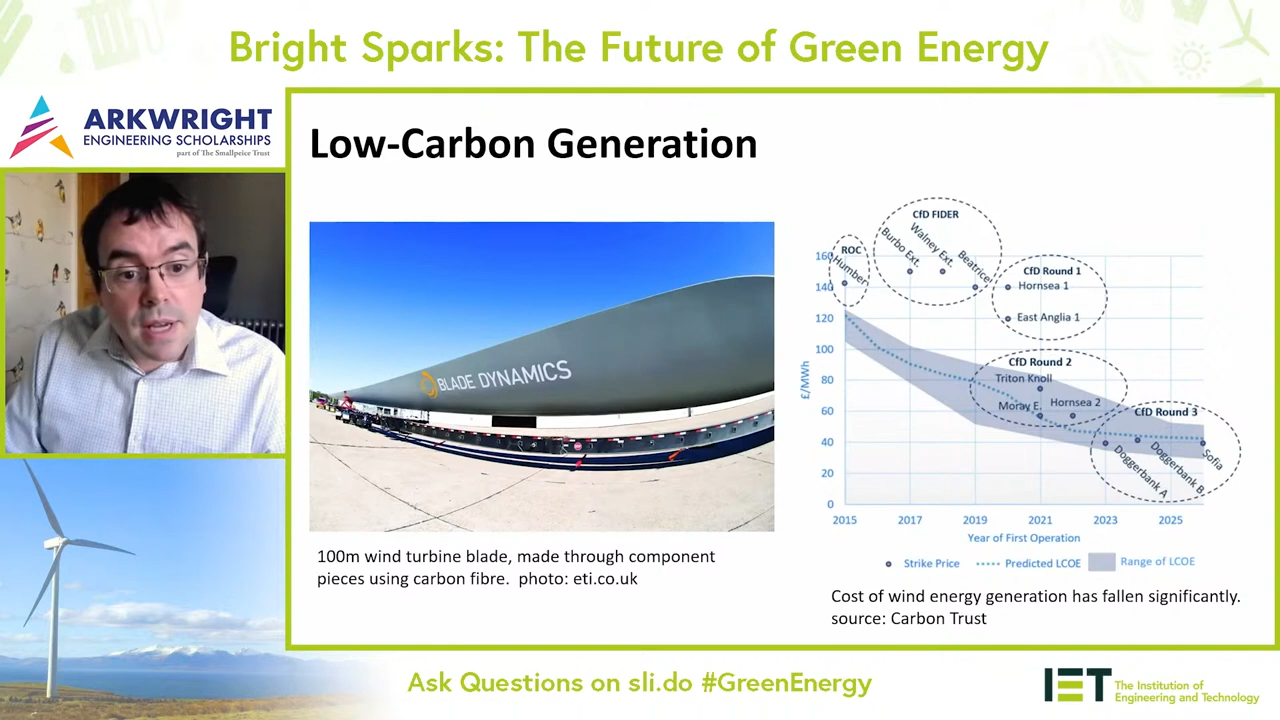 Bright Sparks: The Future of Green Energy
ARKWRIGHT
ENGINEERING SCHOLARSHIPS
part of The Smallpeice Trust
Low-Carbon Generation
BLADE DYNAMICS
100m wind turbine blade, made through component
pieces using carbon fibre. photo: eti.co.uk
CfD FIDER
Burbo Ext.
Walney Ext.
Beatrice
ROC
Humber
CfD Round 1
Hornsea 1
East Anglia 1
CfD Round 2
Triton Knoll
Moray E.
Hornsea 2
CfD Round 3
Doggerbank A
Doggerbank B
Sofia
£/MWh
160
140
120
100
80
60
40
20
0
2015 2017 2019 2021 2023 2025
Year of First Operation
Strike Price Predicted LCOE Range of LCOE
Cost of wind energy generation has fallen significantly.
source: Carbon Trust
Ask Questions on sli.do #GreenEnergy
IET
The Institution of
Engineering and Technology